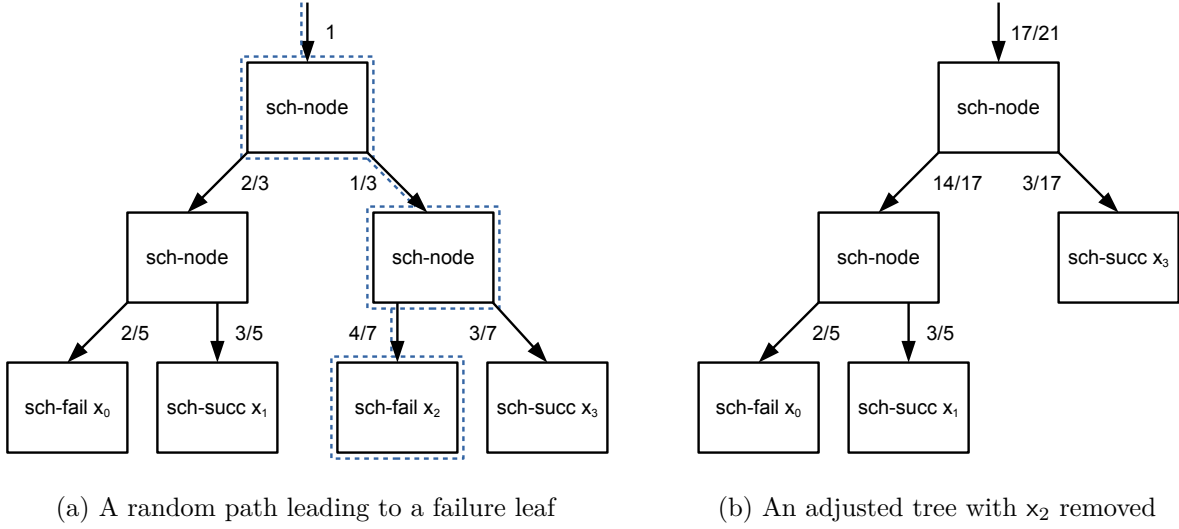 1
17/21
sch-node
sch-node
2/3
1/3
14/17
3/17
sch-node
sch-node
sch-node
sch-succ x₃
2/5
3/5
4/7
3/7
2/5
3/5
sch-fail x₀
sch-succ x₁
sch-fail x₂
sch-succ x₃
sch-fail x₀
sch-succ x₁
(a) A random path leading to a failure leaf
(b) An adjusted tree with x₂ removed